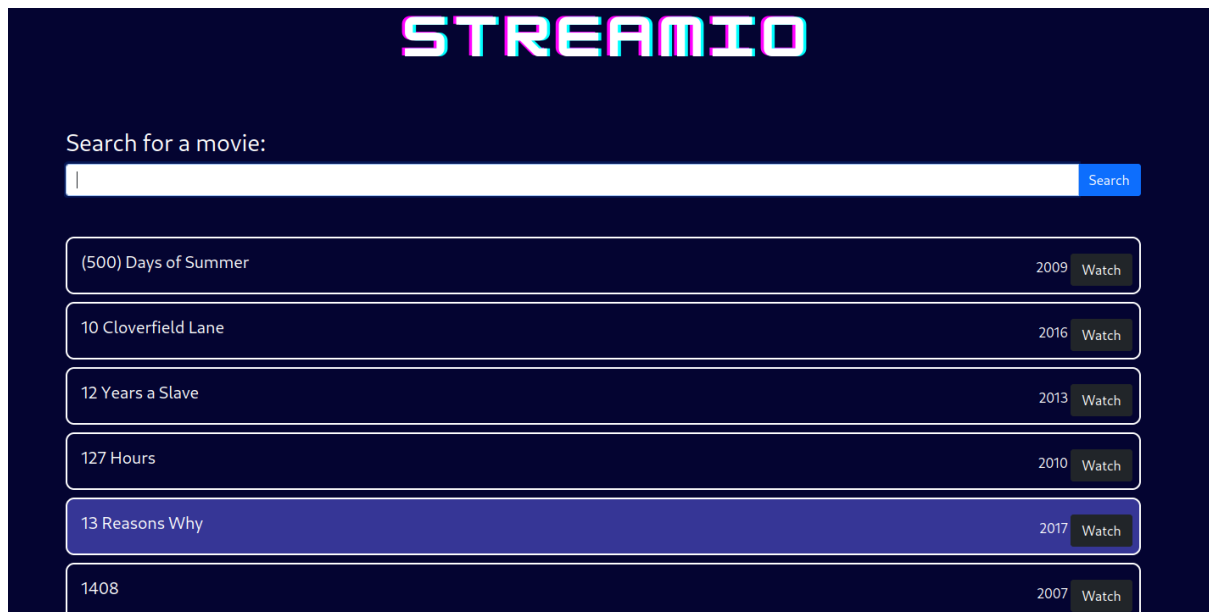 STREAMIO
Search for a movie:
Search
(500) Days of Summer 2009 Watch
10 Cloverfield Lane 2016 Watch
12 Years a Slave 2013 Watch
127 Hours 2010 Watch
13 Reasons Why 2017 Watch
1408 2007 Watch